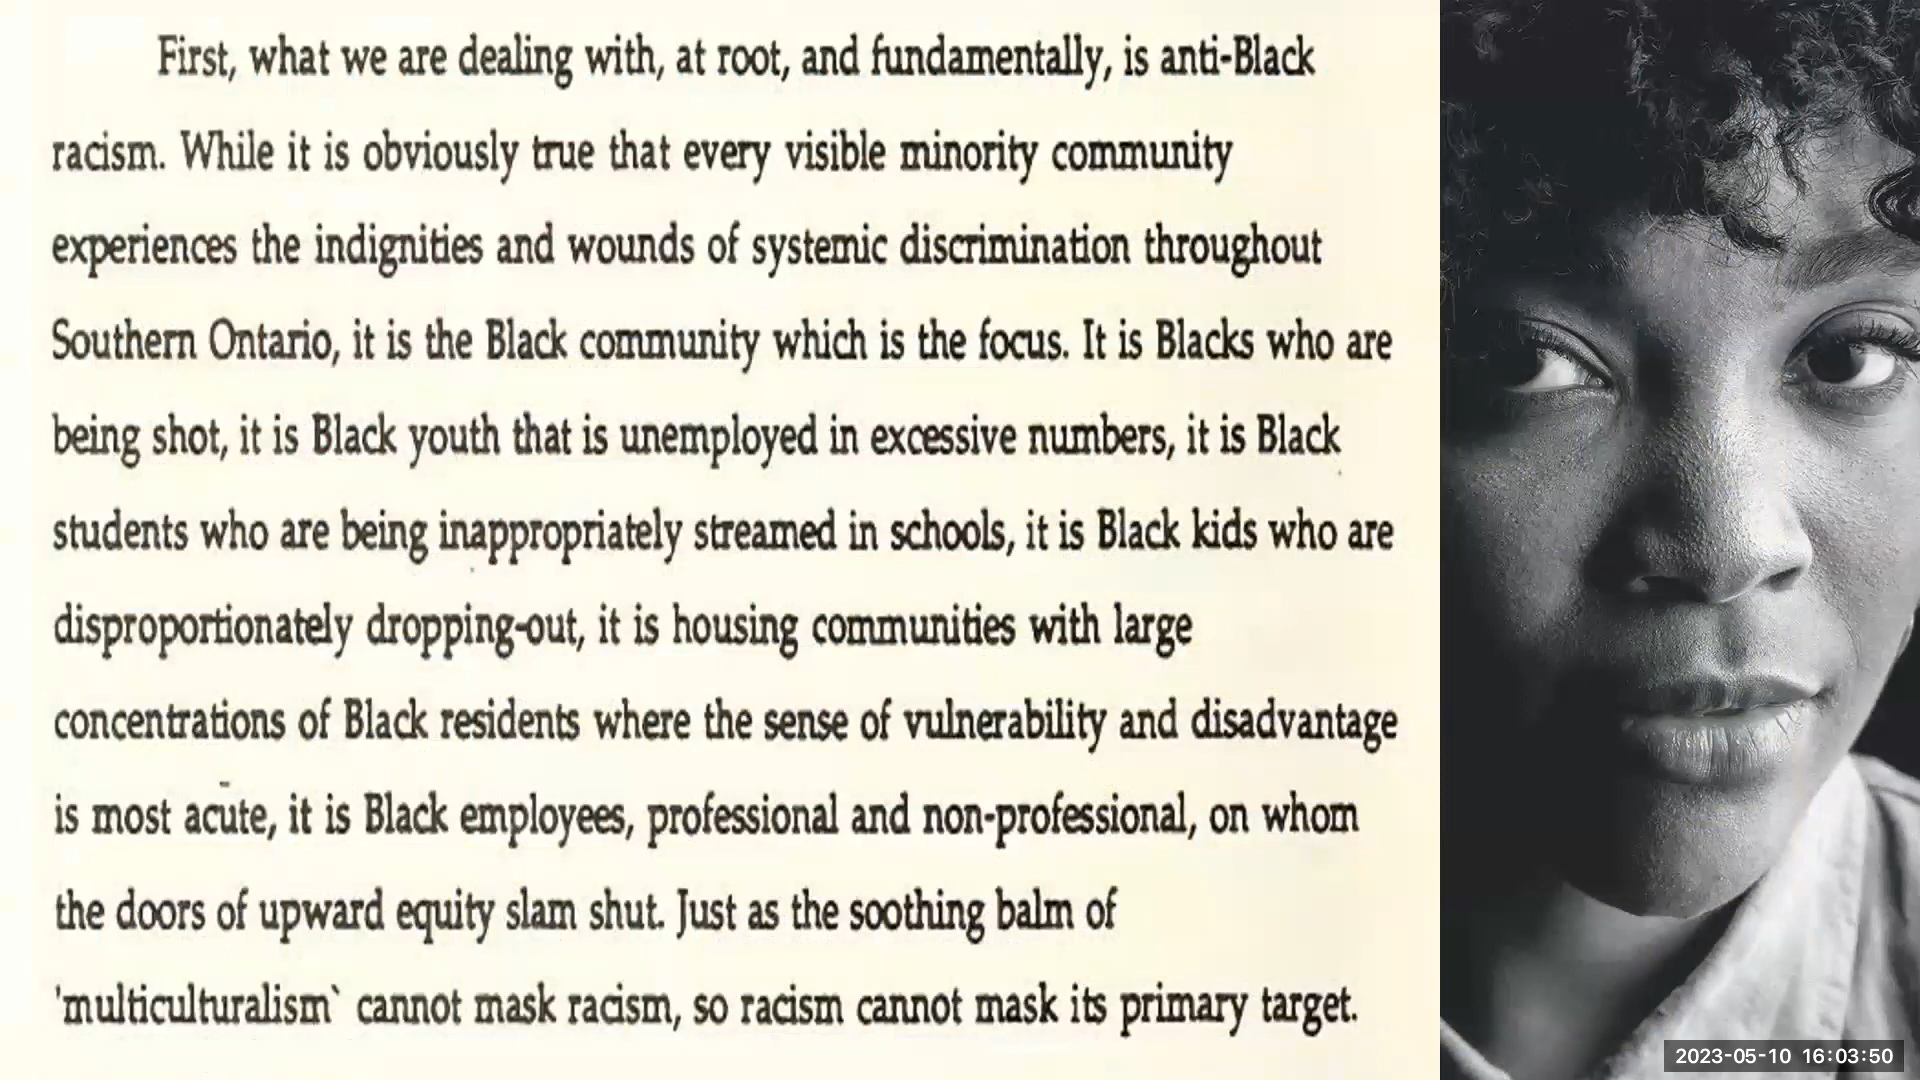 First, what we are dealing with, at root, and fundamentally, is anti-Black
racism. While it is obviously true that every visible minority community
experiences the indignities and wounds of systemic discrimination throughout
Southern Ontario, it is the Black community which is the focus. It is Blacks who are
being shot, it is Black youth that is unemployed in excessive numbers, it is Black
students who are being inappropriately streamed in schools, it is Black kids who are
disproportionately dropping-out, it is housing communities with large
concentrations of Black residents where the sense of vulnerability and disadvantage
is most acute, it is Black employees, professional and non-professional, on whom
the doors of upward equity slam shut. Just as the soothing balm of
'multiculturalism` cannot mask racism, so racism cannot mask its primary target.
2023-05-10 16:03:50